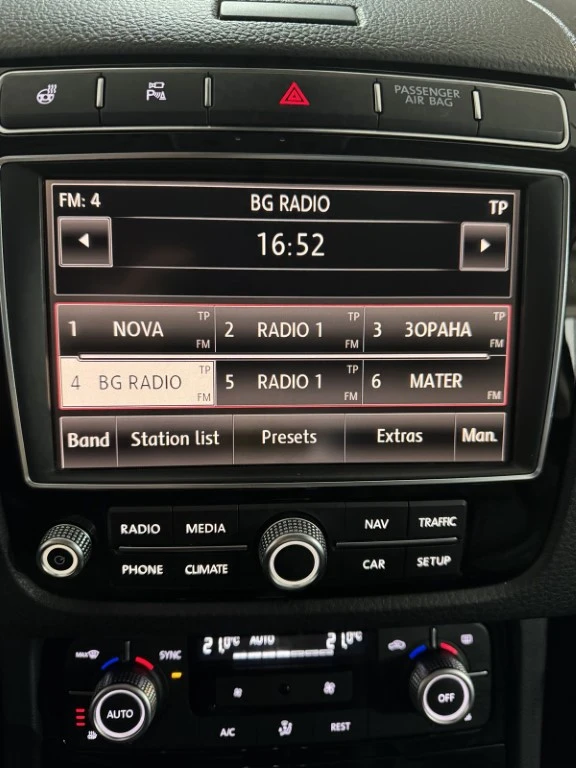 PASSENGER
AIR BAG
P
FM: 4 BG RADIO TP
16:52
1 NOVA TP FM 2 RADIO 1 TP FM 3 ЗОРАНА TP FM
4 BG RADIO TP FM 5 RADIO 1 TP FM 6 MATER FM
Band Station list Presets Extras Man.
RADIO MEDIA NAV TRAFFIC
PHONE CLIMATE CAR SETUP
MAX SYNC AUTO
AUTO OFF
A/C REST